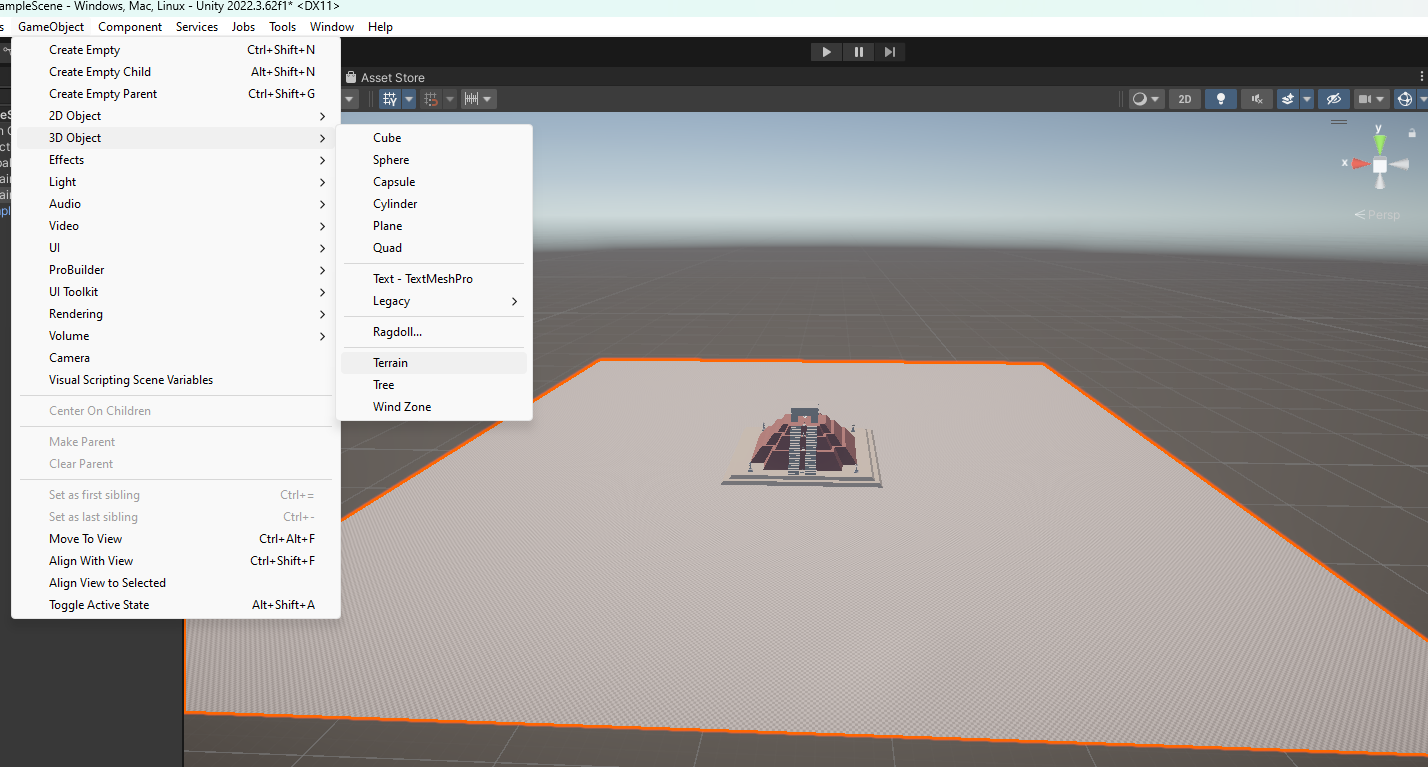 ampleScene - Windows, Mac, Linux - Unity 2022.3.62f1* <DX11>
s GameObject Component Services Jobs Tools Window Help
Create Empty Ctrl+Shift+N
Create Empty Child Alt+Shift+N
Create Empty Parent Ctrl+Shift+G
2D Object
3D Object
Effects
Light
Audio
Video
UI
ProBuilder
UI Toolkit
Rendering
Volume
Camera
Visual Scripting Scene Variables
Center On Children
Make Parent
Clear Parent
Set as first sibling Ctrl+=
Set as last sibling Ctrl+-
Move To View Ctrl+Alt+F
Align With View Ctrl+Shift+F
Align View to Selected
Toggle Active State Alt+Shift+A
Cube
Sphere
Capsule
Cylinder
Plane
Quad
Text - TextMeshPro
Legacy
Ragdoll...
Terrain
Tree
Wind Zone
Asset Store
2D
y
x
Persp